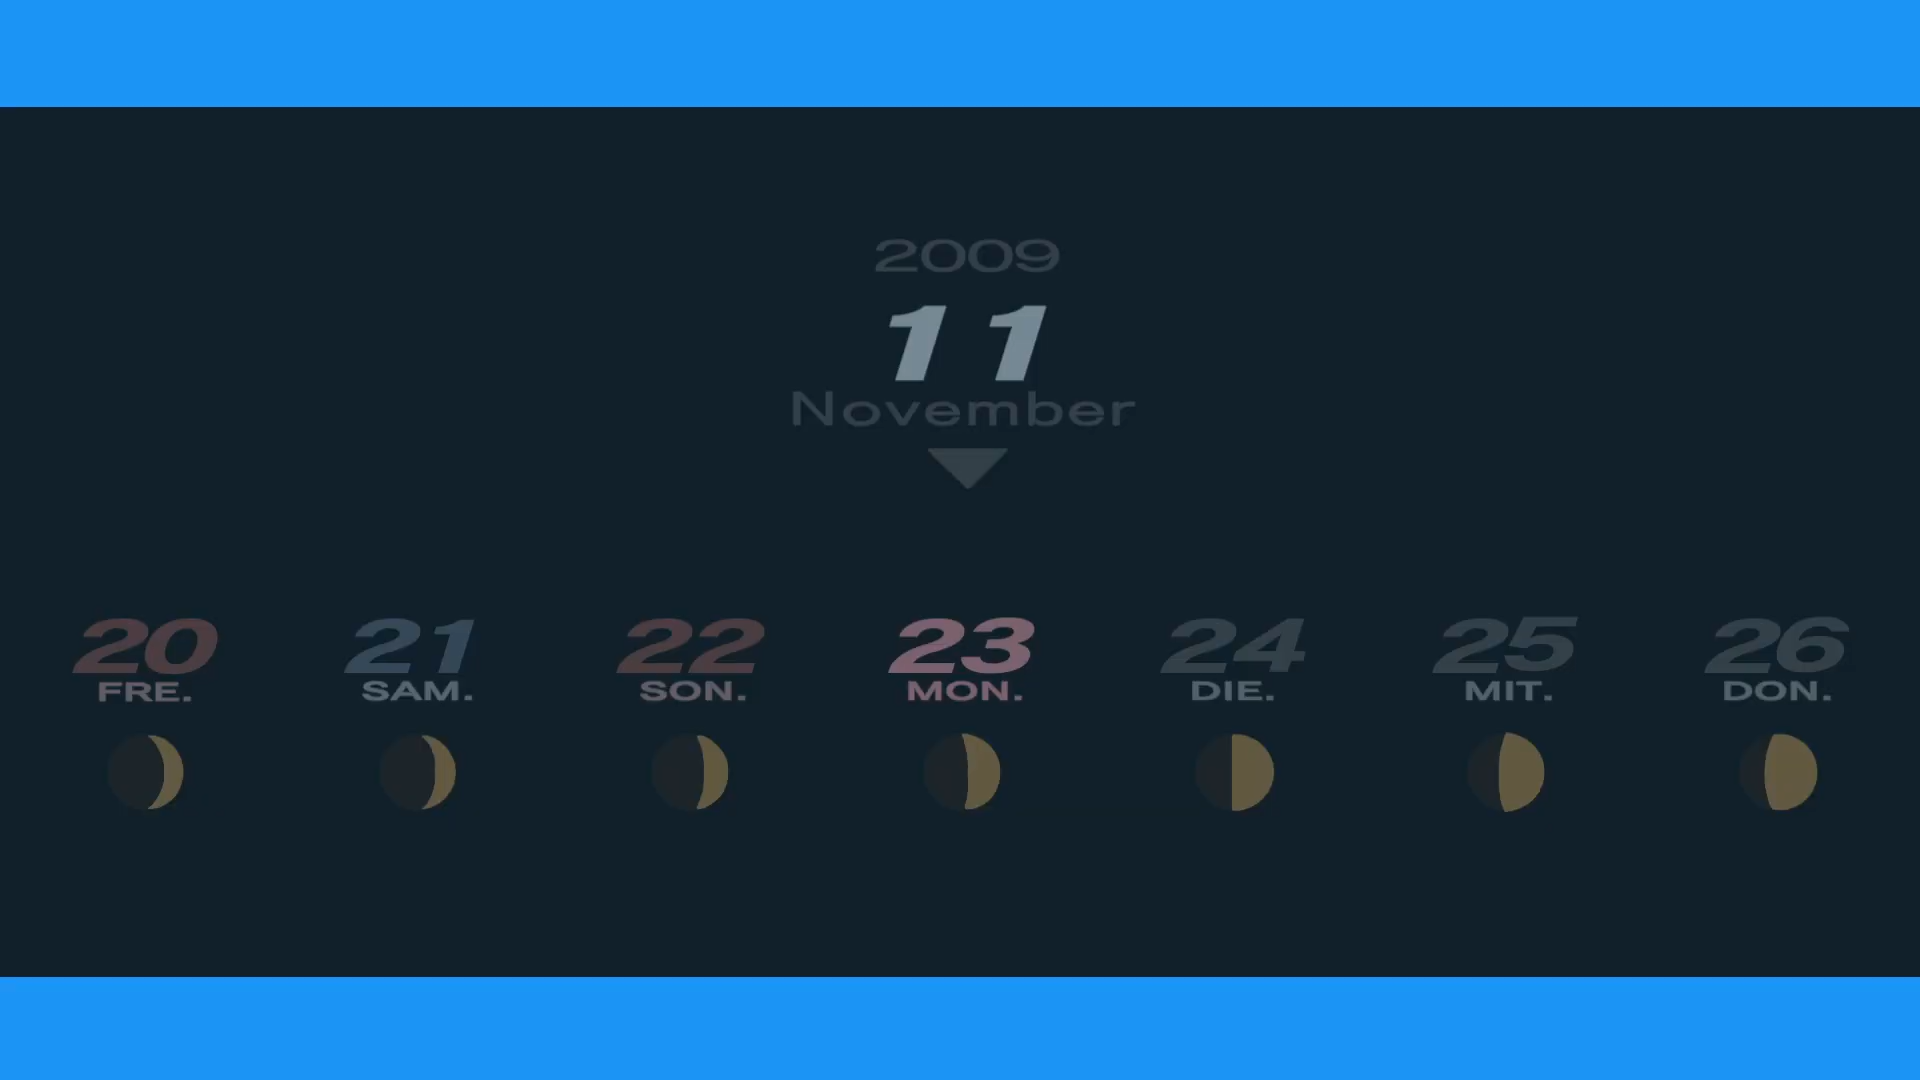 2009
11
November
20 21 22 23 24 25 26
FRE. SAM. SON. MON. DIE. MIT. DON.